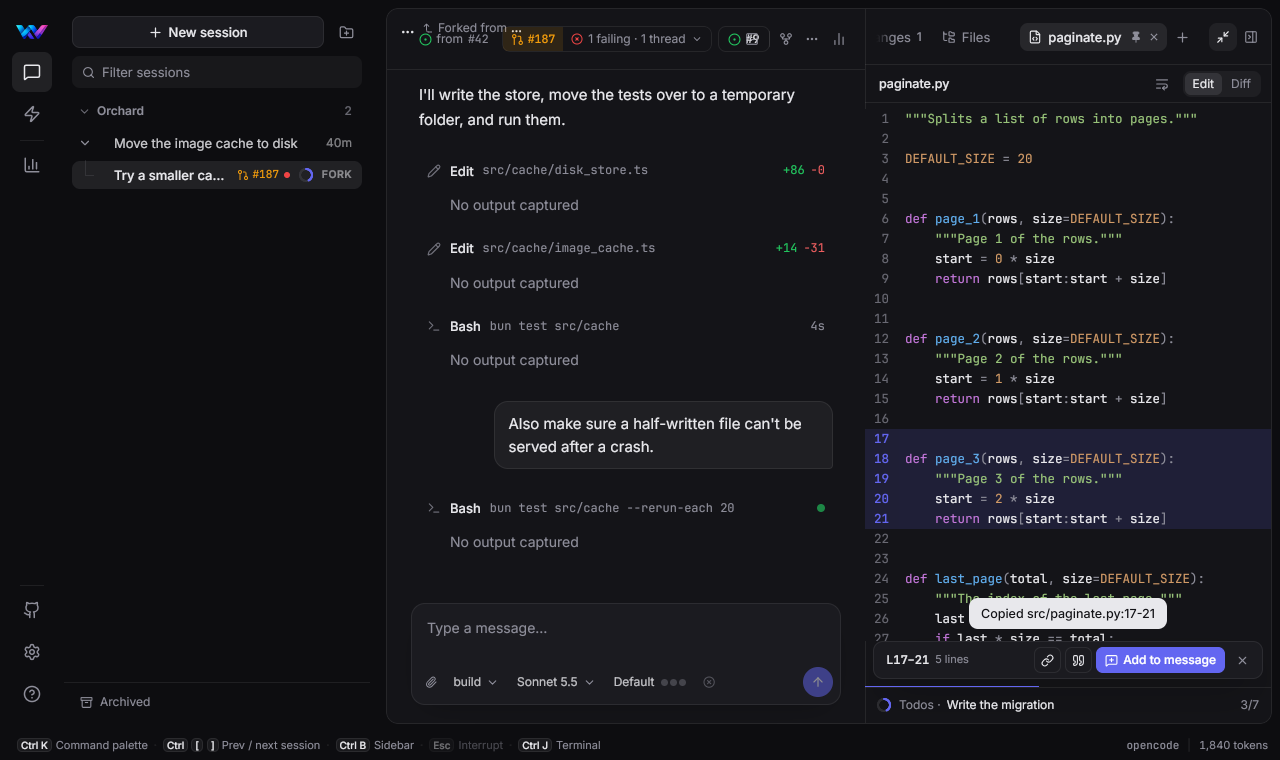 New session
Filter sessions
Orchard
2
Move the image cache to disk
40m
Try a smaller ca...
#187
FORK
Archived
Forked from ...
from #42
#187
1 failing · 1 thread
I'll write the store, move the tests over to a temporary
folder, and run them.
Edit src/cache/disk_store.ts
+86 -0
No output captured
Edit src/cache/image_cache.ts
+14 -31
No output captured
Bash bun test src/cache
4s
No output captured
Also make sure a half-written file can't be
served after a crash.
Bash bun test src/cache --rerun-each 20
No output captured
Type a message...
build
Sonnet 5.5
Default
nges 1
Files
paginate.py
paginate.py
Edit
Diff
1 """Splits a list of rows into pages."""
2
3 DEFAULT_SIZE = 20
4
5
6 def page_1(rows, size=DEFAULT_SIZE):
7 """Page 1 of the rows."""
8 start = 0 * size
9 return rows[start:start + size]
10
11
12 def page_2(rows, size=DEFAULT_SIZE):
13 """Page 2 of the rows."""
14 start = 1 * size
15 return rows[start:start + size]
16
17
18 def page_3(rows, size=DEFAULT_SIZE):
19 """Page 3 of the rows."""
20 start = 2 * size
21 return rows[start:start + size]
22
23
24 def last_page(total, size=DEFAULT_SIZE):
25 """The index of the last page."""
26 last
27 if last * size == total:
Copied src/paginate.py:17-21
L17–21 5 lines
Add to message
Todos · Write the migration
3/7
Ctrl K Command palette · Ctrl [ ] Prev / next session · Ctrl B Sidebar · Esc Interrupt · Ctrl J Terminal
opencode
1,840 tokens